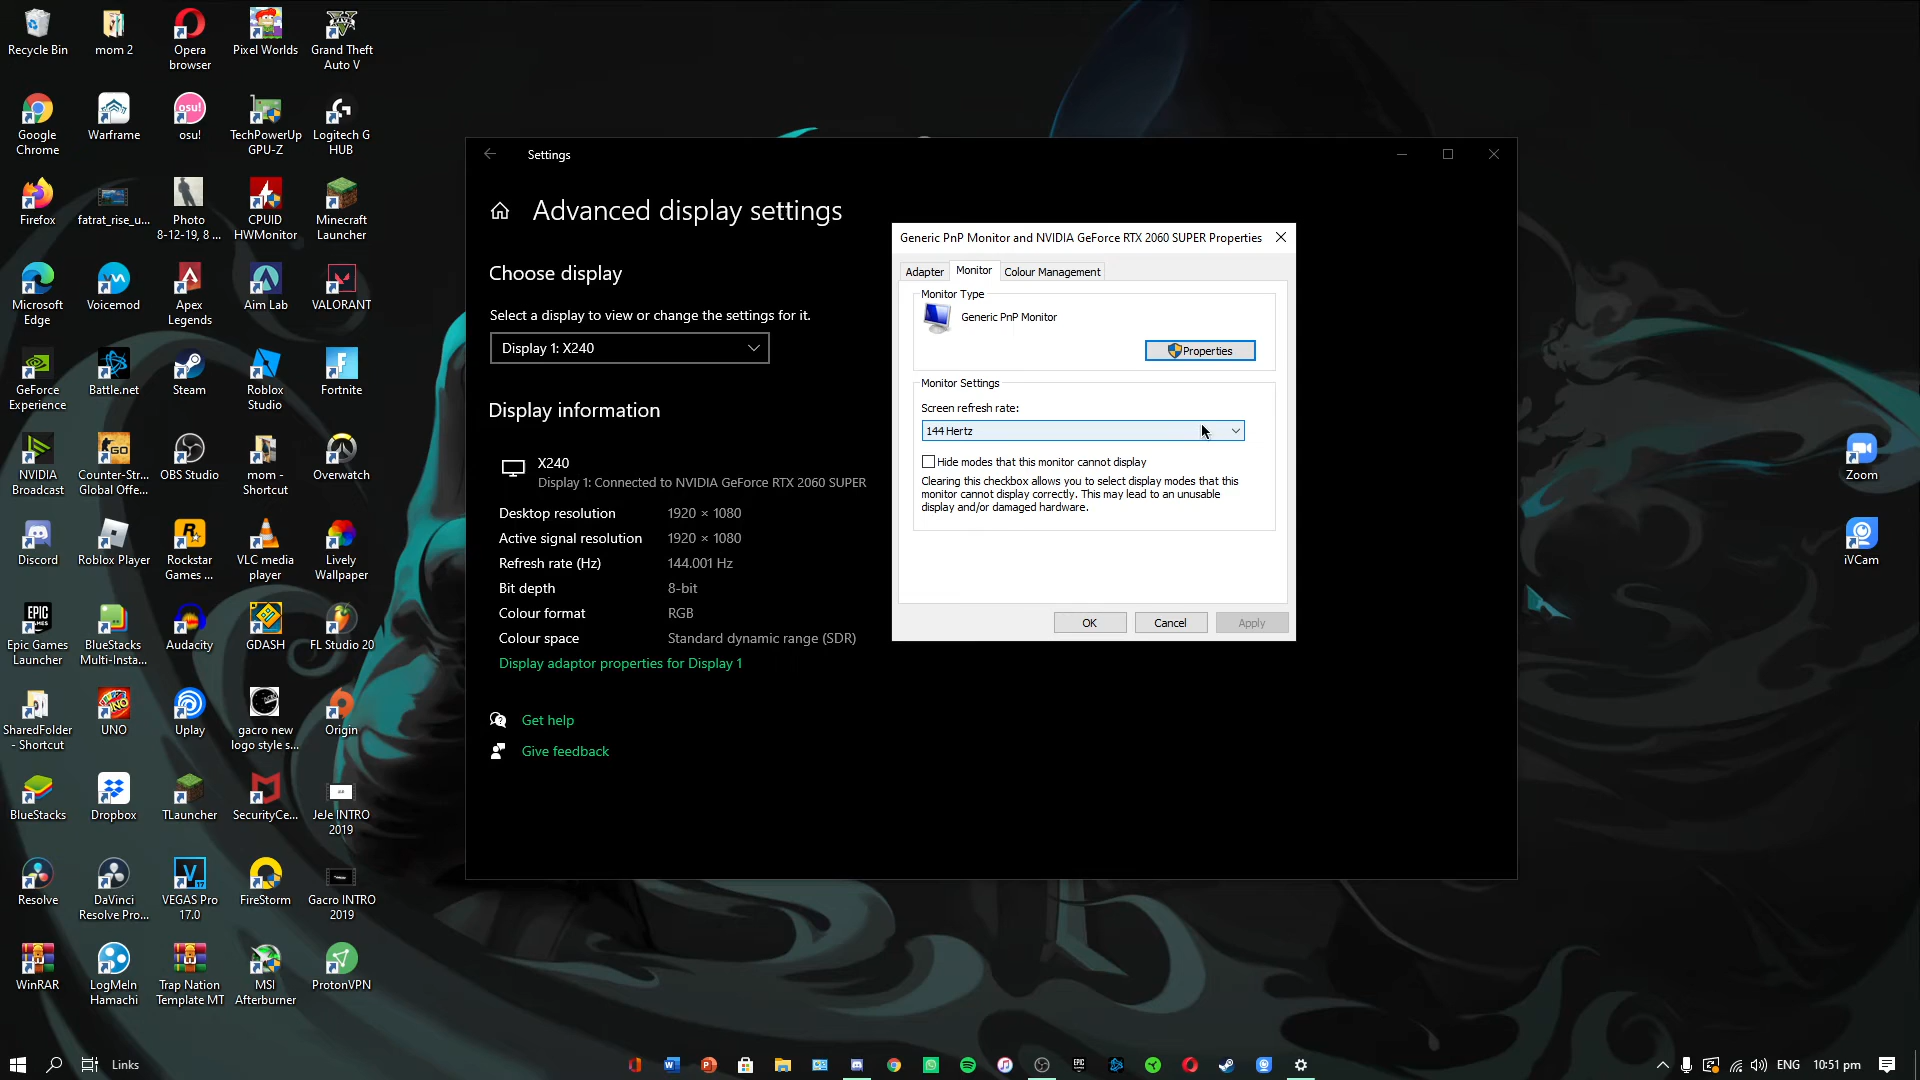 Recycle Bin
mom 2
Opera
browser
Pixel Worlds
Grand Theft
Auto V
Google
Chrome
Warframe
osu!
osu!
TechPowerUp
GPU-Z
Logitech G
HUB
Firefox
fatrat_rise_u...
Photo
8-12-19, 8 ...
CPUID
HWMonitor
Minecraft
Launcher
Microsoft
Edge
Voicemod
Apex
Legends
Aim Lab
VALORANT
GeForce
Experience
Battle.net
Steam
Roblox
Studio
Fortnite
NVIDIA
Broadcast
GO
Counter-Str...
Global Offe...
OBS Studio
mom -
Shortcut
Overwatch
Discord
Roblox Player
Rockstar
Games ...
VLC media
player
Lively
Wallpaper
EPIC
GAMES
Epic Games
Launcher
BlueStacks
Multi-Insta...
Audacity
GDASH
FL Studio 20
SharedFolder
- Shortcut
UNO
UNO
Uplay
gacro new
logo style s...
Origin
BlueStacks
Dropbox
TLauncher
SecurityCe...
JeJe INTRO
2019
Resolve
DaVinci
Resolve Pro...
VEGAS Pro
17.0
FireStorm
Gacro INTRO
2019
WinRAR
LogMeIn
Hamachi
Trap Nation
Template MT
MSI
Afterburner
ProtonVPN
Settings
Advanced display settings
Choose display
Select a display to view or change the settings for it.
Display 1: X240
Display information
X240
Display 1: Connected to NVIDIA GeForce RTX 2060 SUPER
Desktop resolution 1920 × 1080
Active signal resolution 1920 × 1080
Refresh rate (Hz) 144.001 Hz
Bit depth 8-bit
Colour format RGB
Colour space Standard dynamic range (SDR)
Display adaptor properties for Display 1
Get help
Give feedback
Generic PnP Monitor and NVIDIA GeForce RTX 2060 SUPER Properties
Adapter Monitor Colour Management
Monitor Type
Generic PnP Monitor
Properties
Monitor Settings
Screen refresh rate:
144 Hertz
Hide modes that this monitor cannot display
Clearing this checkbox allows you to select display modes that this
monitor cannot display correctly. This may lead to an unusable
display and/or damaged hardware.
OK Cancel Apply
Zoom
iVCam
Links
ENG 10:51 pm